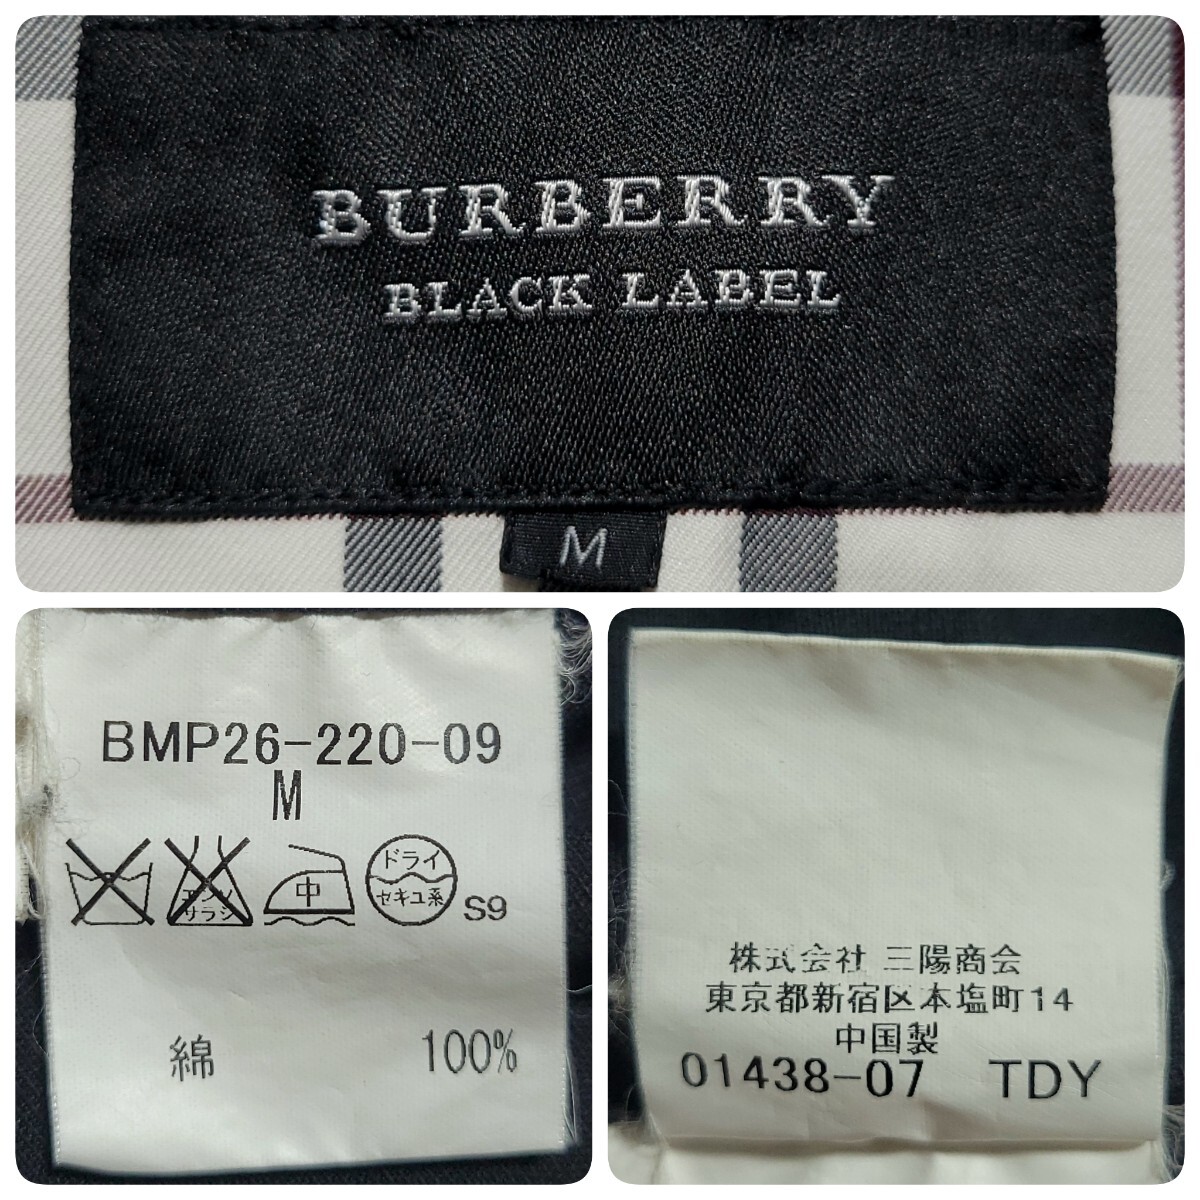 BURBERRY
BLACK LABEL
M
BMP26-220-09
M
エンソ
サラシ
中
ドライ
セキユ系
S9
綿 100%
株式会社 三陽商会
東京都新宿区本塩町14
中国製
01438-07 TDY